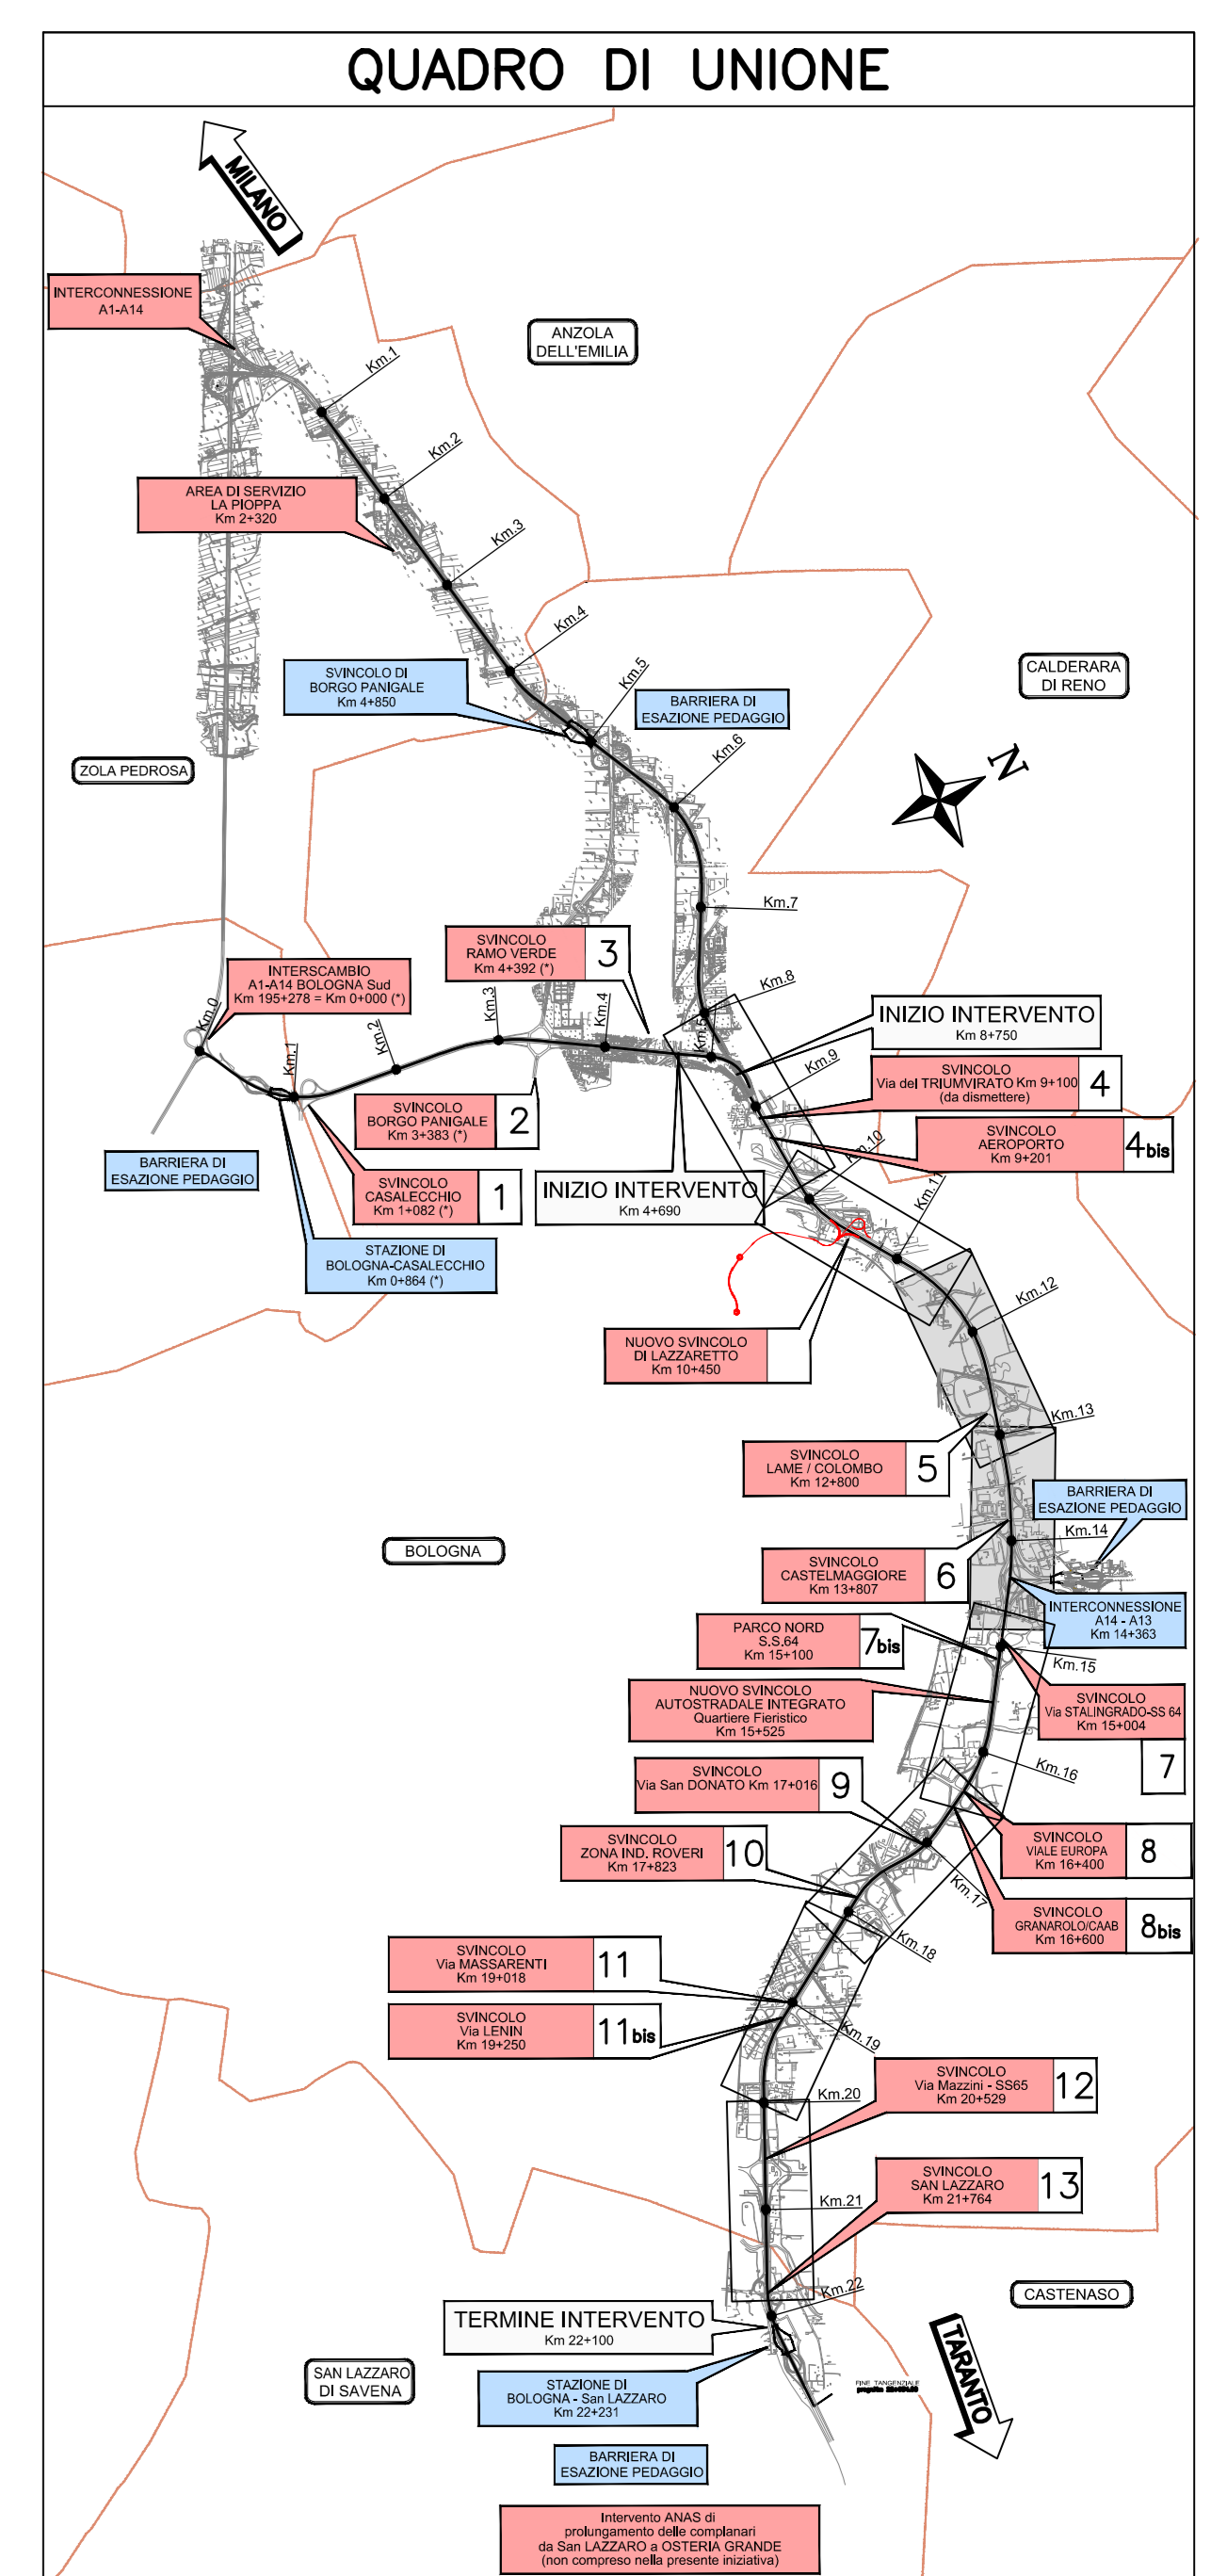 QUADRO DI UNIONE
MILANO
INTERCONNESSIONE
A1-A14
ANZOLA
DELL'EMILIA
Km.1
Km.2
AREA DI SERVIZIO
LA PIOPPA
Km 2+320
Km.3
Km.4
SVINCOLO DI
BORGO PANIGALE
Km 4+850
Km.5
BARRIERA DI
ESAZIONE PEDAGGIO
CALDERARA
DI RENO
Km.6
ZOLA PEDROSA
N
Km.7
SVINCOLO
RAMO VERDE
Km 4+392 (*)
3
INTERSCAMBIO
A1-A14 BOLOGNA Sud
Km 195+278 = Km 0+000 (*)
Km.0
Km.1
Km.2
Km.3
Km.4
Km.5
Km.8
INIZIO INTERVENTO
Km 8+750
Km.9
SVINCOLO
Via del TRIUMVIRATO Km 9+100
(da dismettere)
4
SVINCOLO
BORGO PANIGALE
Km 3+383 (*)
2
SVINCOLO
AEROPORTO
Km 9+201
4bis
Km.10
BARRIERA DI
ESAZIONE PEDAGGIO
SVINCOLO
CASALECCHIO
Km 1+082 (*)
1
INIZIO INTERVENTO
Km 4+690
Km.11
STAZIONE DI
BOLOGNA-CASALECCHIO
Km 0+864 (*)
Km.12
NUOVO SVINCOLO
DI LAZZARETTO
Km 10+450
Km.13
SVINCOLO
LAME / COLOMBO
Km 12+800
5
BARRIERA DI
ESAZIONE PEDAGGIO
Km.14
BOLOGNA
SVINCOLO
CASTELMAGGIORE
Km 13+807
6
INTERCONNESSIONE
A14 - A13
Km 14+363
PARCO NORD
S.S.64
Km 15+100
7bis
Km.15
NUOVO SVINCOLO
AUTOSTRADALE INTEGRATO
Quartiere Fieristico
Km 15+525
SVINCOLO
Via STALINGRADO-SS 64
Km 15+004
7
Km.16
SVINCOLO
Via San DONATO Km 17+016
9
SVINCOLO
VIALE EUROPA
Km 16+400
8
SVINCOLO
ZONA IND. ROVERI
Km 17+823
10
Km.17
SVINCOLO
GRANAROLO/CAAB
Km 16+600
8bis
Km.18
SVINCOLO
Via MASSARENTI
Km 19+018
11
SVINCOLO
Via LENIN
Km 19+250
11bis
Km.19
SVINCOLO
Via Mazzini - SS65
Km 20+529
12
Km.20
SVINCOLO
SAN LAZZARO
Km 21+764
13
Km.21
Km.22
CASTENASO
TERMINE INTERVENTO
Km 22+100
SAN LAZZARO
DI SAVENA
STAZIONE DI
BOLOGNA - San LAZZARO
Km 22+231
FINE TANGENZIALE
TARANTO
BARRIERA DI
ESAZIONE PEDAGGIO
Intervento ANAS di
prolungamento delle complanari
da San LAZZARO a OSTERIA GRANDE
(non compreso nella presente iniziativa)